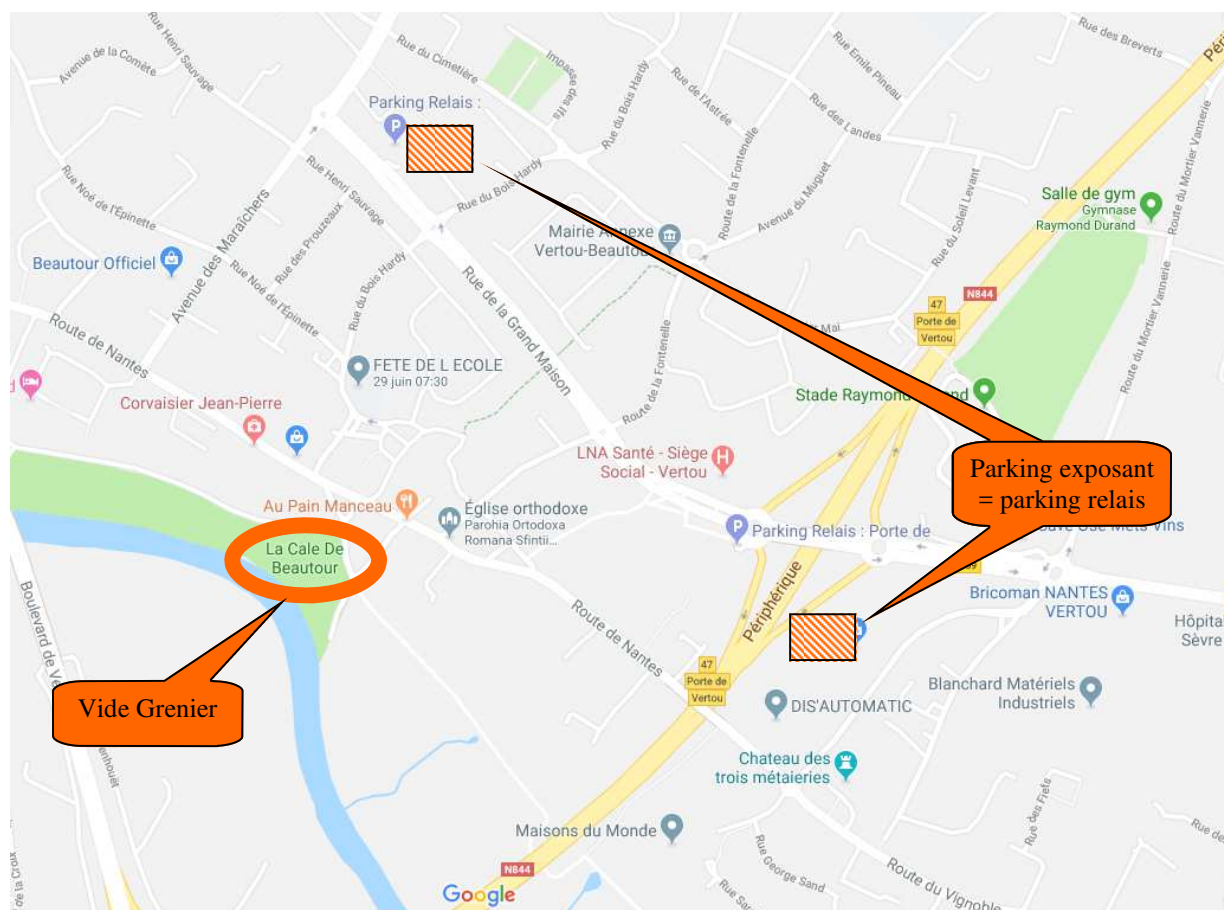 Avenue de la Comète
Rue Henri Sauvage
Rue du Cimetière
Impasse des Ifs
Rue du Bois Hardy
Rue de l'Astrée
Rue Emile Pineau
Rue des Landes
Rue des Breverts
Parking Relais :
P
Rue Henri Sauvage
Rue du Bois Hardy
Route de la Fontenelle
Avenue du Muguet
Rue du Soleil Levant
Salle de gym
Gymnase
Raymond Durand
Route du Mortier Vannerie
Rue Noé de l'Épinette
Avenue des Maraîchers
Rue des Prouzeaux
Mairie Annexe
Vertou-Beautou
Beautour Officiel
Rue Noé de l'Épinette
Rue du Bois Hardy
Rue de la Grand Maison
N844
47
Porte de
Vertou
Mai
Route de Nantes
Route de la Fontenelle
Route du Mortier Vannerie
FETE DE L ECOLE
29 juin 07:30
Stade Raymond
Corvaisier Jean-Pierre
LNA Santé - Siège
Social - Vertou
H
Parking exposant
= parking relais
Au Pain Manceau
Église orthodoxe
Parohia Ortodoxa
Romana Sfintii...
P
Parking Relais : Porte de
La Cale De
Beautour
Périphérique
Bricoman NANTES
VERTOU
Hôpital
Sèvre
Route de Nantes
47
Porte de
Vertou
Vide Grenier
DIS'AUTOMATIC
Blanchard Matériels
Industriels
Chateau des
trois métaieries
Rue des Fiefs
Maisons du Monde
Rue George Sand
Route du Vignoble
N844
Google